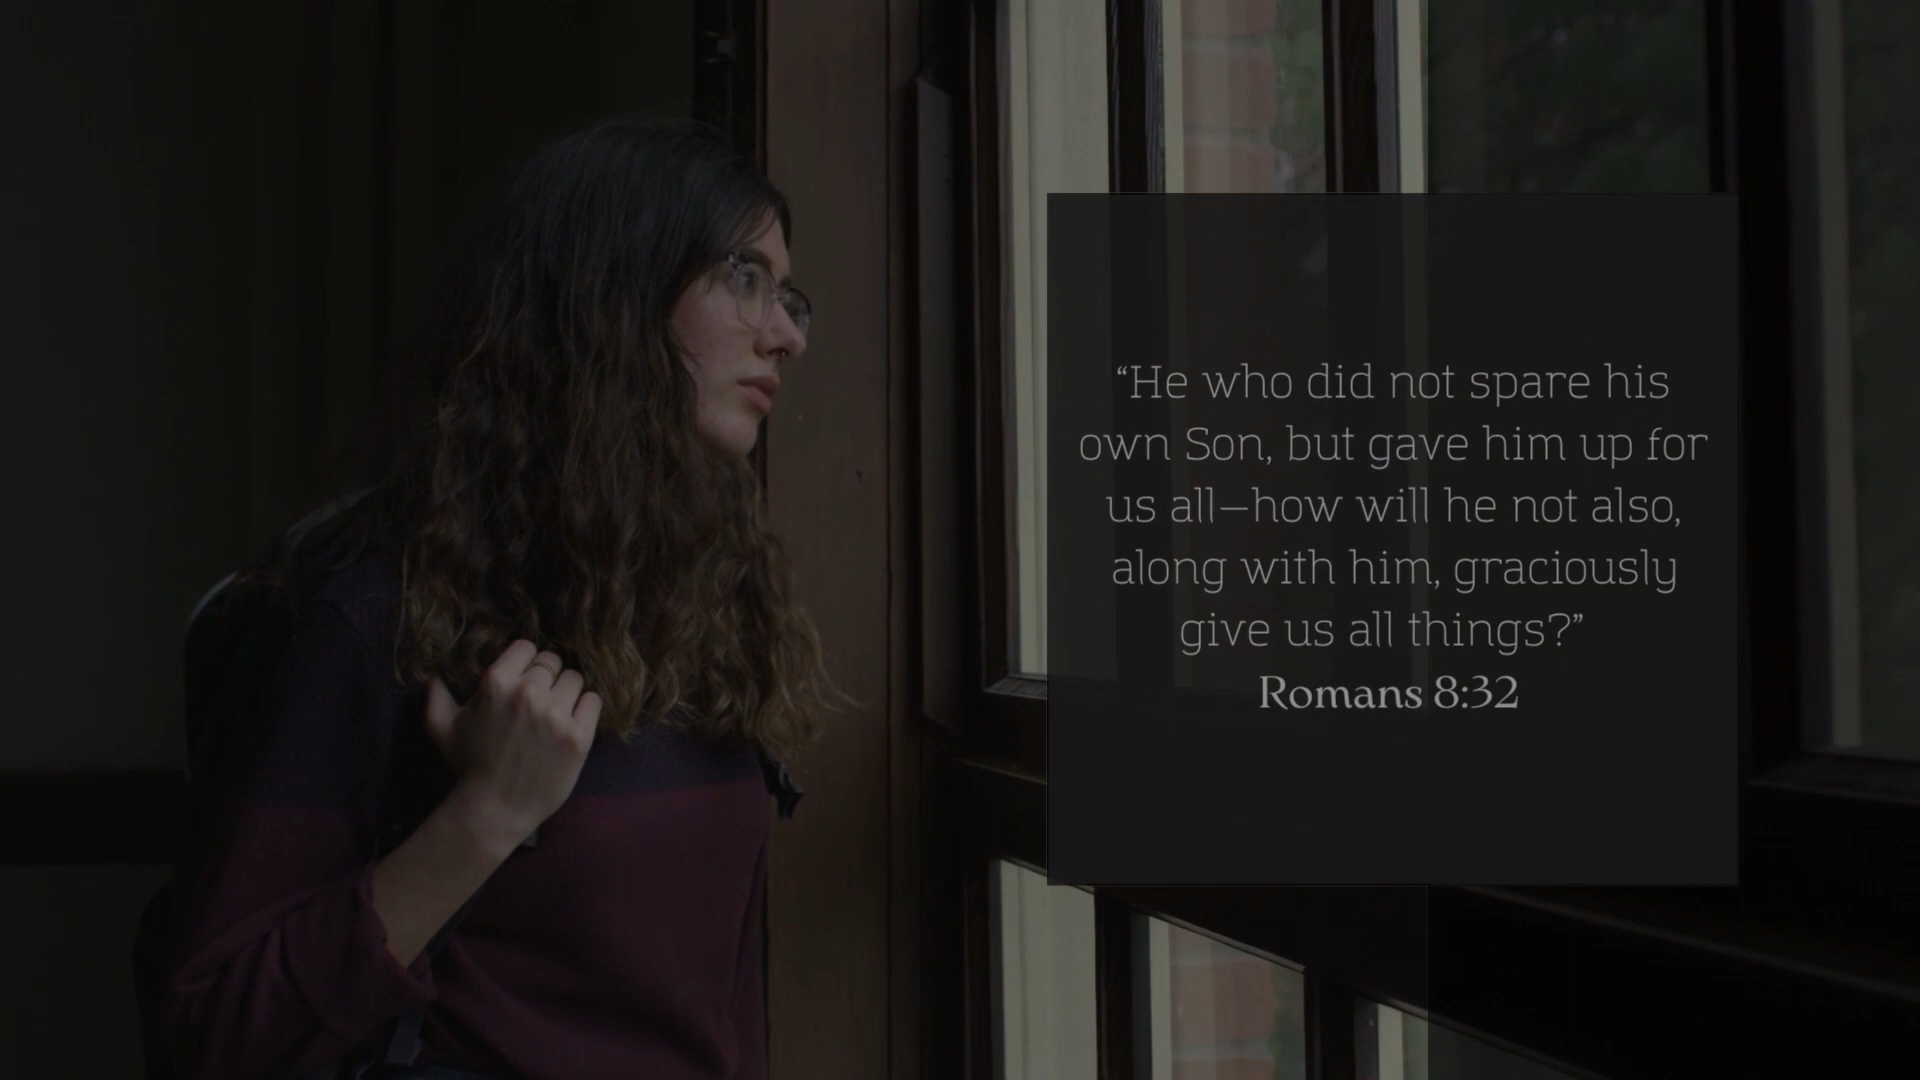 “He who did not spare his
own Son, but gave him up for
us all—how will he not also,
along with him, graciously
give us all things?”
Romans 8:32